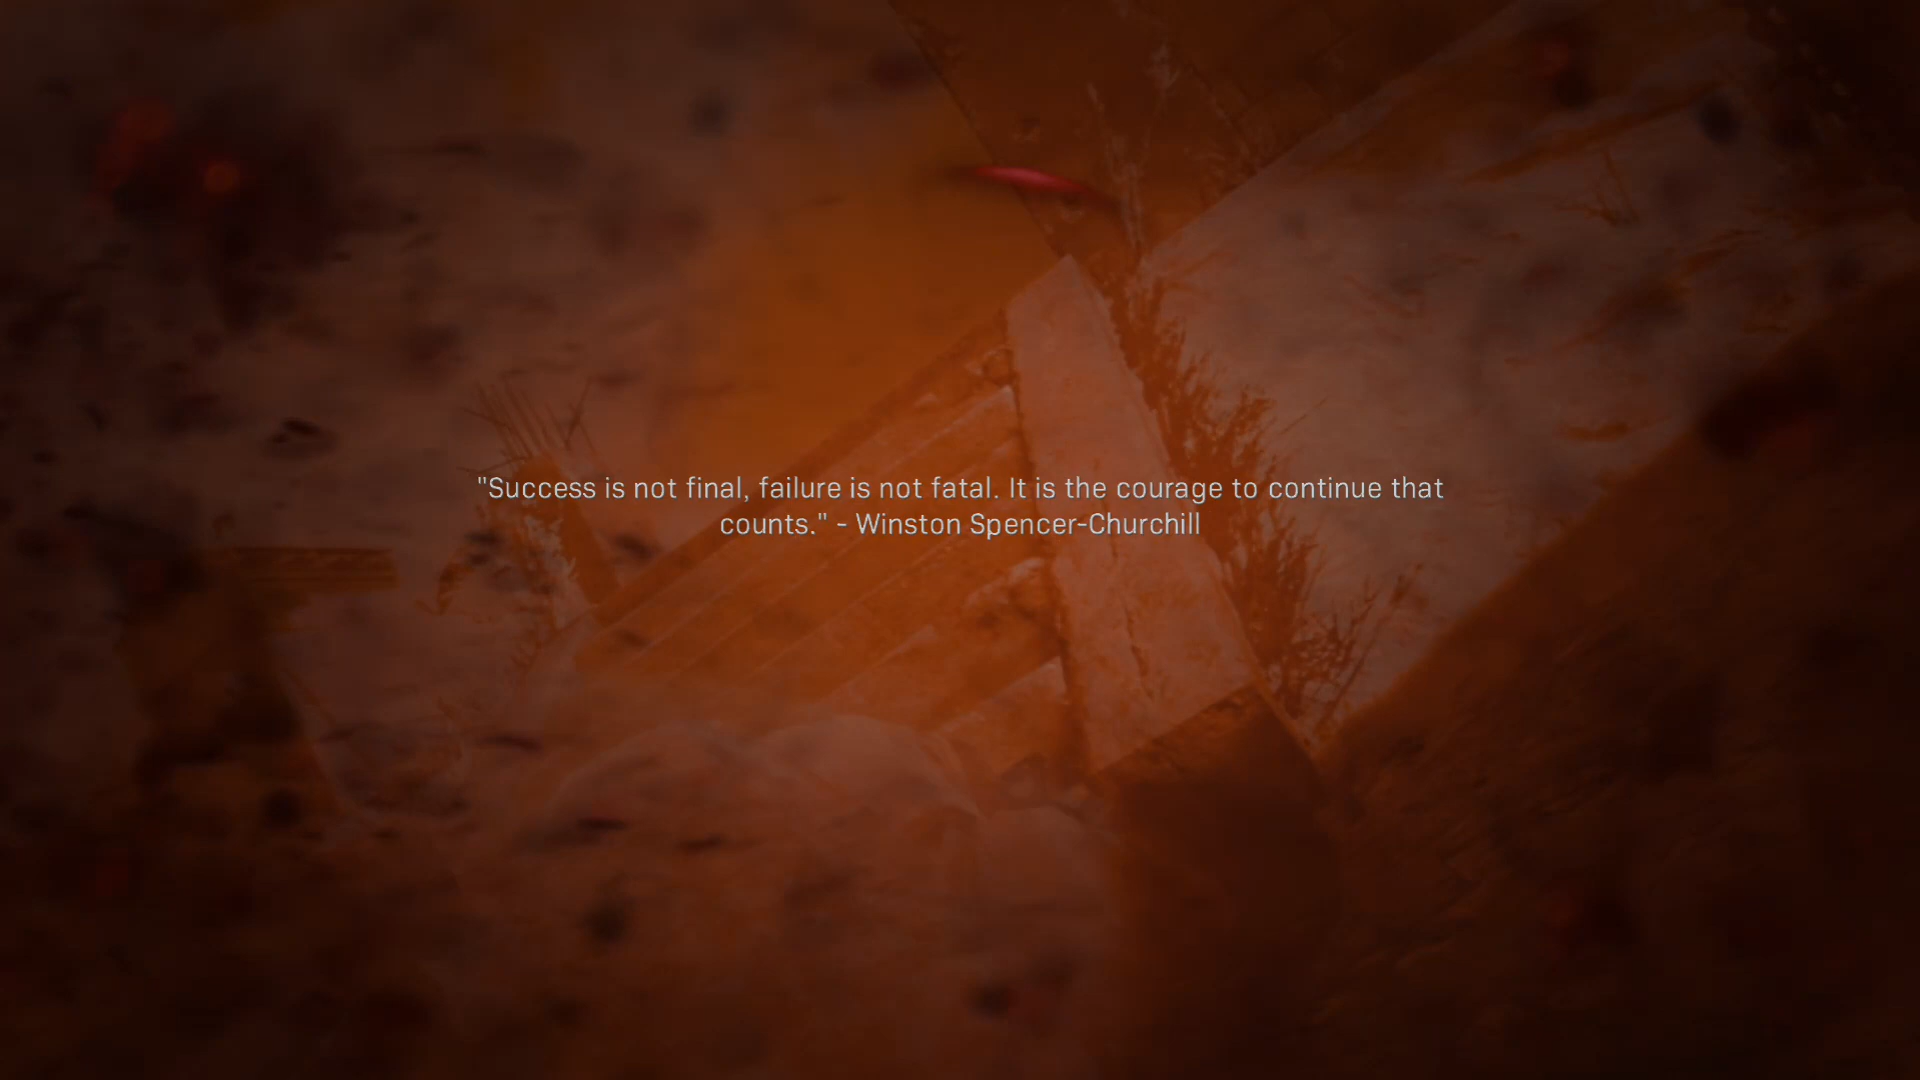 "Success is not final, failure is not fatal. It is the courage to continue that
counts." - Winston Spencer-Churchill